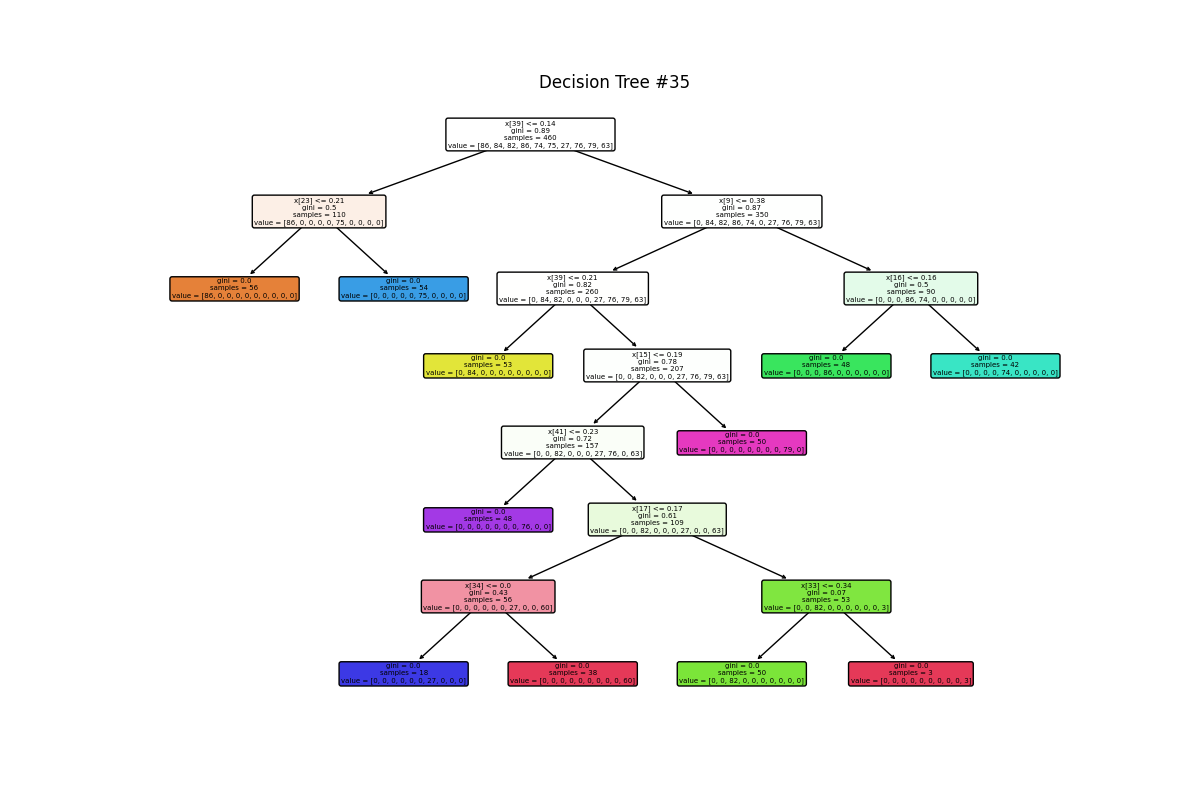 Decision Tree #35
x[39] <= 0.14
gini = 0.89
samples = 460
value = [86, 84, 82, 86, 74, 75, 27, 76, 79, 63]
x[23] <= 0.21
gini = 0.5
samples = 110
value = [86, 0, 0, 0, 0, 75, 0, 0, 0, 0]
x[9] <= 0.38
gini = 0.87
samples = 350
value = [0, 84, 82, 86, 74, 0, 27, 76, 79, 63]
gini = 0.0
samples = 56
value = [86, 0, 0, 0, 0, 0, 0, 0, 0, 0]
gini = 0.0
samples = 54
value = [0, 0, 0, 0, 0, 75, 0, 0, 0, 0]
x[39] <= 0.21
gini = 0.82
samples = 260
value = [0, 84, 82, 0, 0, 0, 27, 76, 79, 63]
x[16] <= 0.16
gini = 0.5
samples = 90
value = [0, 0, 0, 86, 74, 0, 0, 0, 0, 0]
gini = 0.0
samples = 53
value = [0, 84, 0, 0, 0, 0, 0, 0, 0, 0]
x[15] <= 0.19
gini = 0.78
samples = 207
value = [0, 0, 82, 0, 0, 0, 27, 76, 79, 63]
gini = 0.0
samples = 48
value = [0, 0, 0, 86, 0, 0, 0, 0, 0, 0]
gini = 0.0
samples = 42
value = [0, 0, 0, 0, 74, 0, 0, 0, 0, 0]
x[41] <= 0.23
gini = 0.72
samples = 157
value = [0, 0, 82, 0, 0, 0, 27, 76, 0, 63]
gini = 0.0
samples = 50
value = [0, 0, 0, 0, 0, 0, 0, 0, 79, 0]
gini = 0.0
samples = 48
value = [0, 0, 0, 0, 0, 0, 0, 76, 0, 0]
x[17] <= 0.17
gini = 0.61
samples = 109
value = [0, 0, 82, 0, 0, 0, 27, 0, 0, 63]
x[34] <= 0.0
gini = 0.43
samples = 56
value = [0, 0, 0, 0, 0, 0, 27, 0, 0, 60]
x[33] <= 0.34
gini = 0.07
samples = 53
value = [0, 0, 82, 0, 0, 0, 0, 0, 0, 3]
gini = 0.0
samples = 18
value = [0, 0, 0, 0, 0, 0, 27, 0, 0, 0]
gini = 0.0
samples = 38
value = [0, 0, 0, 0, 0, 0, 0, 0, 0, 60]
gini = 0.0
samples = 50
value = [0, 0, 82, 0, 0, 0, 0, 0, 0, 0]
gini = 0.0
samples = 3
value = [0, 0, 0, 0, 0, 0, 0, 0, 0, 3]